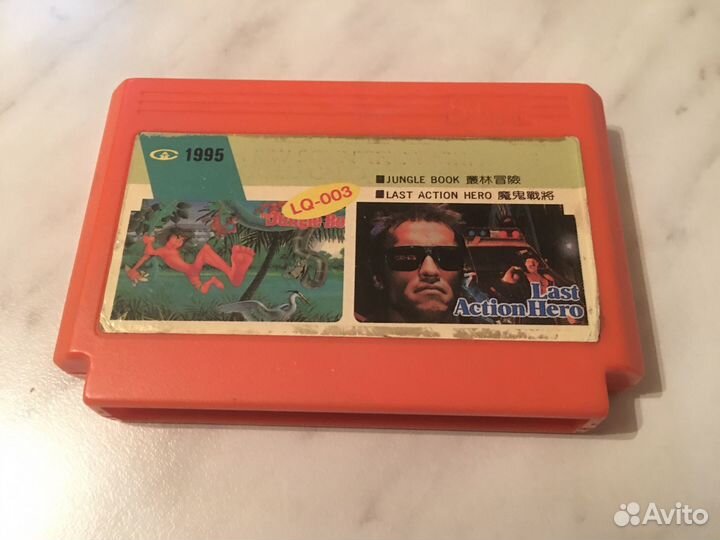 1995
■JUNGLE BOOK 叢林冒險
■LAST ACTION HERO 魔鬼戰將
LQ-003
Jungle
Last
Action Hero
Avito